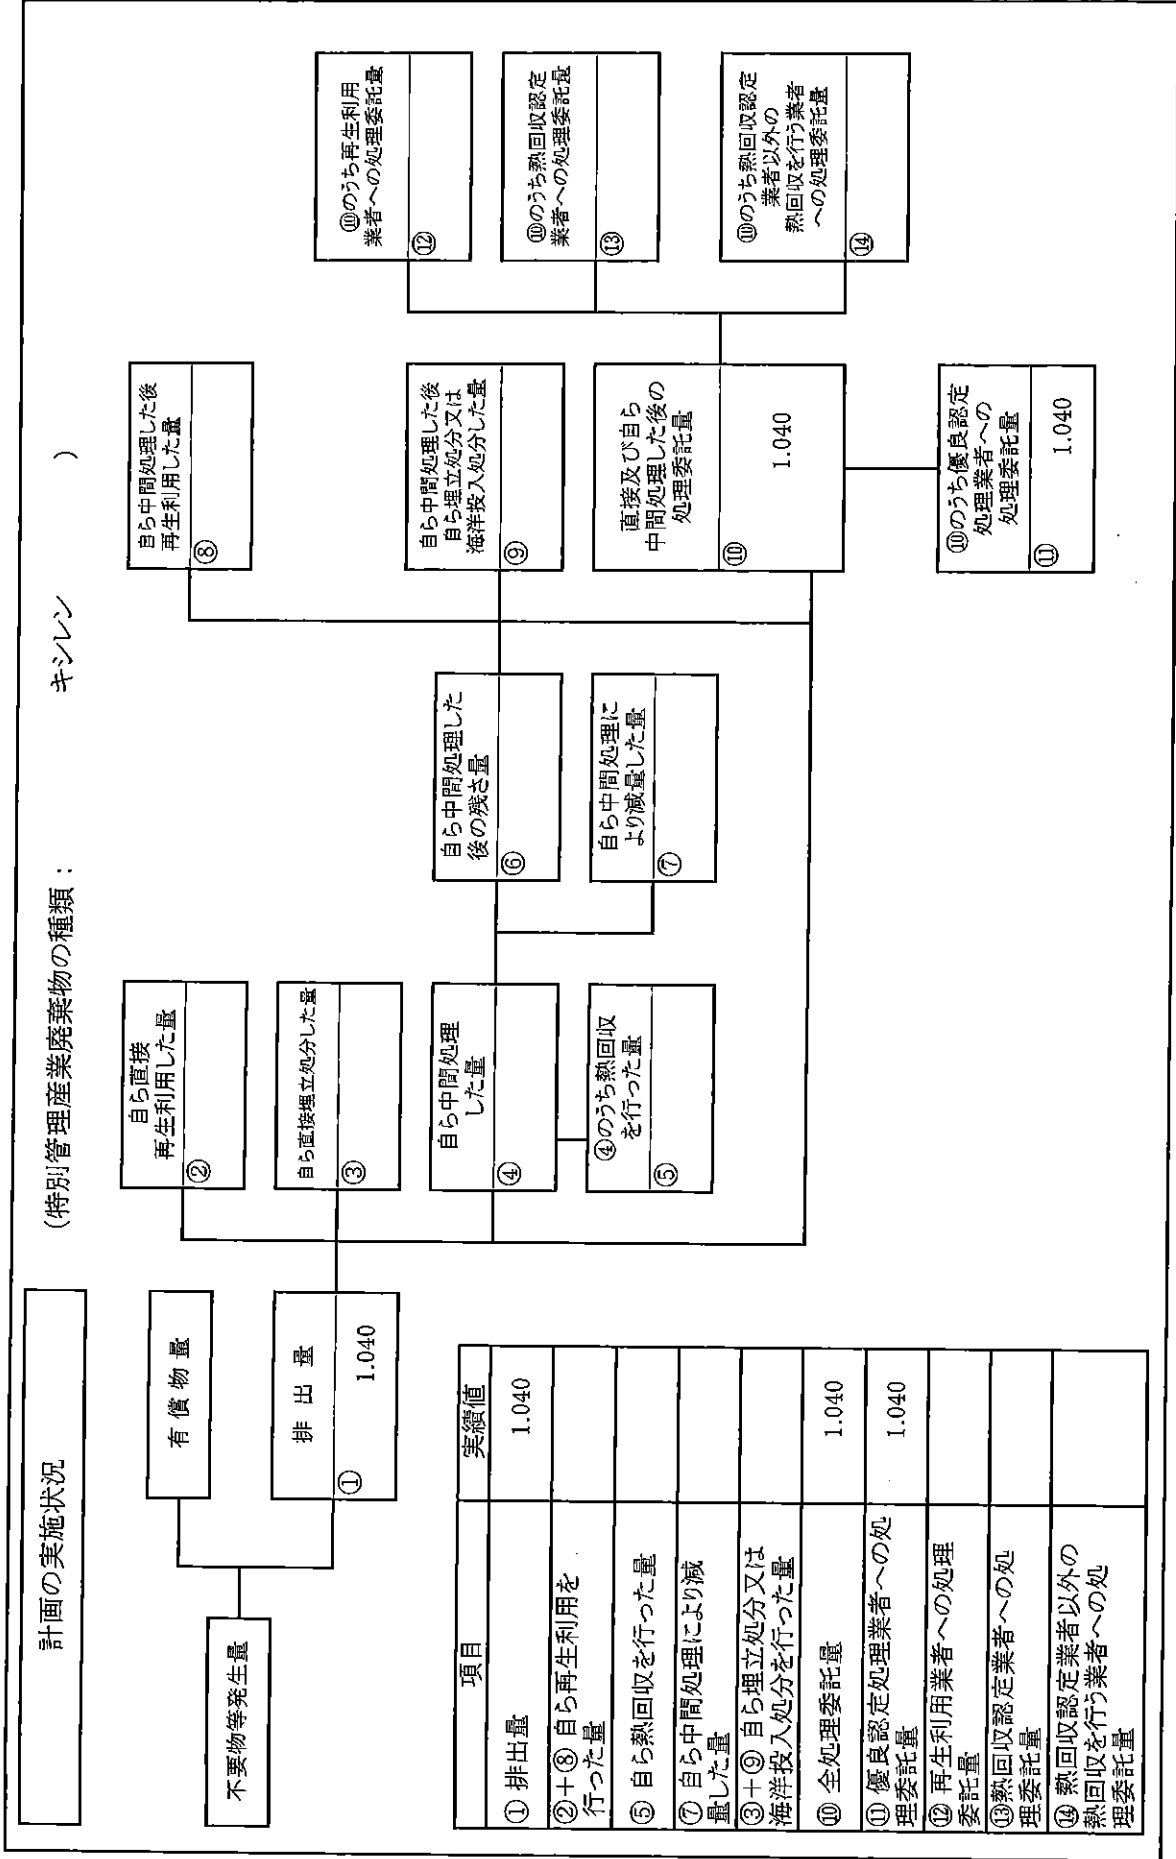 計画の実施状況
(特別管理産業廃棄物の種類： キシレン )
不要物等発生量
有償物量
排出量
① 1.040
自ら直接
再生利用した量
②
自ら直接埋立処分した量
③
自ら中間処理
した量
④
④のうち熱回収
を行った量
⑤
自ら中間処理した
後の残さ量
⑥
自ら中間処理に
より減量した量
⑦
自ら中間処理した後
再生利用した量
⑧
自ら中間処理した後
自ら埋立処分又は
海洋投入処分した量
⑨
直接及び自ら
中間処理した後の
処理委託量
⑩ 1.040
⑩のうち優良認定
処理業者への
処理委託量
⑪ 1.040
⑩のうち再生利用
業者への処理委託量
⑫
⑩のうち熱回収認定
業者への処理委託量
⑬
⑩のうち熱回収認定
業者以外の
熱回収を行う業者
への処理委託量
⑭
項目 実績値
① 排出量 1.040
②＋⑧ 自ら再生利用を
行った量
⑤ 自ら熱回収を行った量
⑦ 自ら中間処理により減
量した量
③＋⑨ 自ら埋立処分又は
海洋投入処分を行った量
⑩ 全処理委託量 1.040
⑪ 優良認定処理業者への処
理委託量 1.040
⑫ 再生利用業者への処理
委託量
⑬熱回収認定業者への処
理委託量
⑭ 熱回収認定業者以外の
熱回収を行う業者への処
理委託量